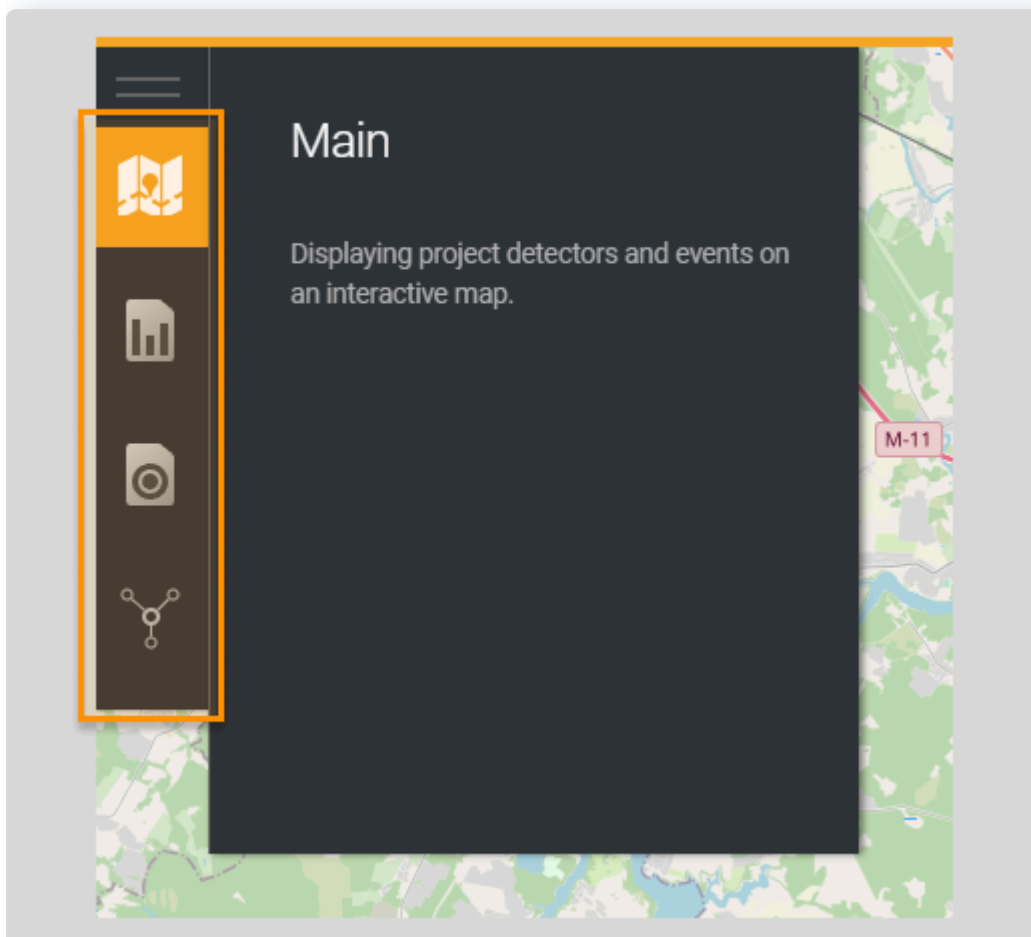 Main
Displaying project detectors and events on
an interactive map.
M-11